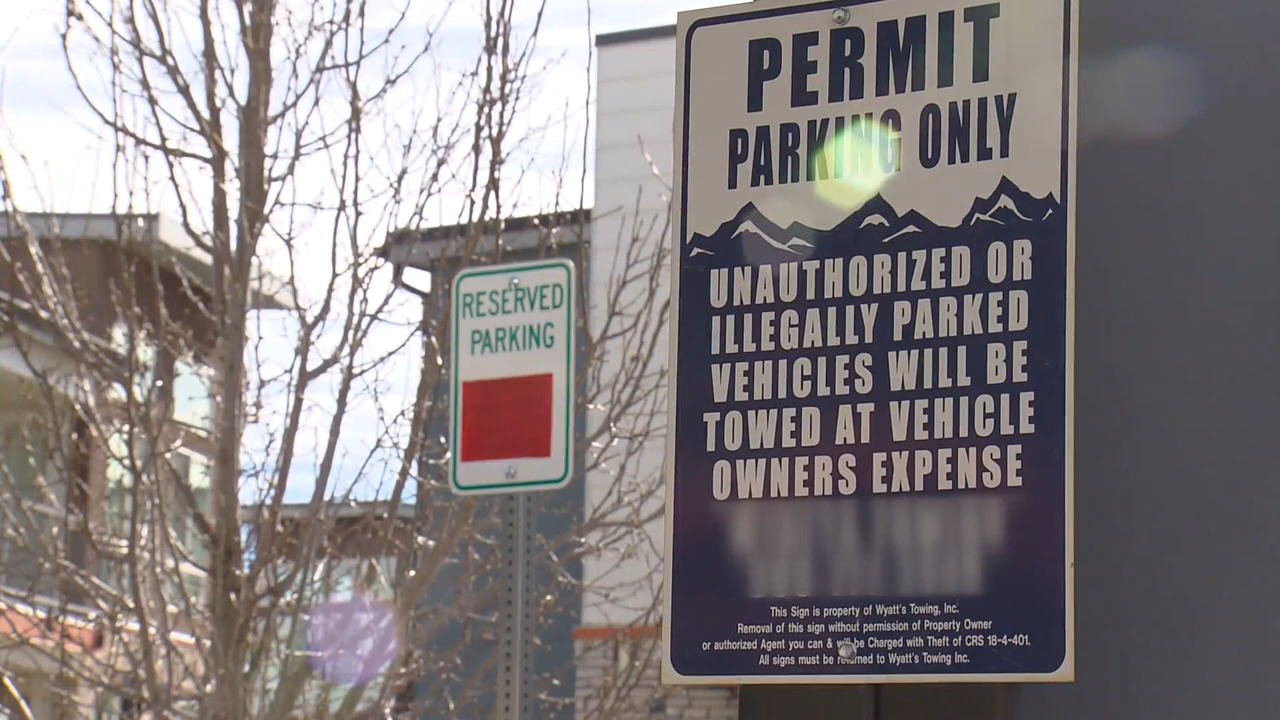 PERMIT
PARKING ONLY
UNAUTHORIZED OR
ILLEGALLY PARKED
VEHICLES WILL BE
TOWED AT VEHICLE
OWNERS EXPENSE
This Sign is property of Wyatt's Towing, Inc.
Removal of this sign without permission of Property Owner
or authorized Agent you can & will be Charged with Theft of CRS 18-4-401.
All signs must be returned to Wyatt's Towing Inc.
RESERVED
PARKING